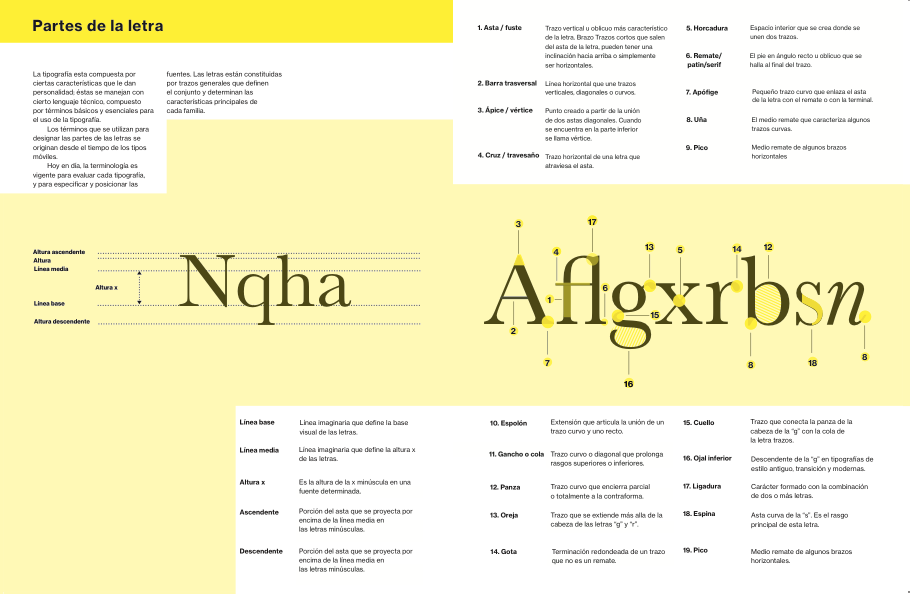 Partes de la letra
La tipografía esta compuesta por
ciertas características que le dan
personalidad; éstas se manejan con
cierto lenguaje técnico, compuesto
por términos básicos y esenciales para
el uso de la tipografía.
Los términos que se utilizan para
designar las partes de las letras se
originan desde el tiempo de los tipos
móviles.
Hoy en día, la terminología es
vigente para evaluar cada tipografía,
y para especificar y posicionar las
fuentes. Las letras están constituidas
por trazos generales que definen
el conjunto y determinan las
características principales de
cada familia.
1. Asta / fuste
Trazo vertical u oblicuo más característico
de la letra. Brazo Trazos cortos que salen
del asta de la letra, pueden tener una
inclinación hacia arriba o simplemente
ser horizontales.
2. Barra trasversal
Línea horizontal que une trazos
verticales, diagonales o curvos.
3. Ápice / vértice
Punto creado a partir de la unión
de dos astas diagonales. Cuando
se encuentra en la parte inferior
se llama vértice.
4. Cruz / travesaño
Trazo horizontal de una letra que
atraviesa el asta.
5. Horcadura
Espacio interior que se crea donde se
unen dos trazos.
6. Remate/
patín/serif
El pie en ángulo recto u oblicuo que se
halla al final del trazo.
7. Apófige
Pequeño trazo curvo que enlaza el asta
de la letra con el remate o con la terminal.
8. Uña
El medio remate que caracteriza algunos
trazos curvas.
9. Pico
Medio remate de algunos brazos
horizontales
Altura ascendente
Altura
Línea media
Altura x
Línea base
Altura descendente
Nqha
3
17
4
13
5
14
12
6
1
15
2
7
16
8
18
8
Aflgxrbsn
Línea base
Línea imaginaria que define la base
visual de las letras.
Línea media
Línea imaginaria que define la altura x
de las letras.
Altura x
Es la altura de la x minúscula en una
fuente determinada.
Ascendente
Porción del asta que se proyecta por
encima de la línea media en
las letras minúsculas.
Descendente
Porción del asta que se proyecta por
encima de la línea media en
las letras minúsculas.
10. Espolón
Extensión que articula la unión de un
trazo curvo y uno recto.
11. Gancho o cola
Trazo curvo o diagonal que prolonga
rasgos superiores o inferiores.
12. Panza
Trazo curvo que encierra parcial
o totalmente a la contraforma.
13. Oreja
Trazo que se extiende más alla de la
cabeza de las letras “g” y “r”.
14. Gota
Terminación redondeada de un trazo
que no es un remate.
15. Cuello
Trazo que conecta la panza de la
cabeza de la “g” con la cola de
la letra trazos.
16. Ojal inferior
Descendente de la “g” en tipografías de
estilo antiguo, transición y modernas.
17. Ligadura
Carácter formado con la combinación
de dos o más letras.
18. Espina
Asta curva de la “s”. Es el rasgo
principal de esta letra.
19. Pico
Medio remate de algunos brazos
horizontales.